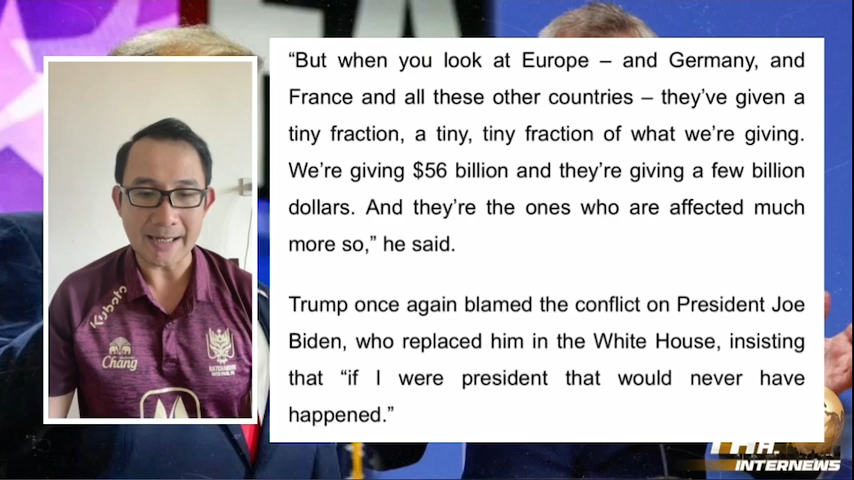 “But when you look at Europe – and Germany, and
France and all these other countries – they’ve given a
tiny fraction, a tiny, tiny fraction of what we’re giving.
We’re giving $56 billion and they’re giving a few billion
dollars. And they’re the ones who are affected much
more so,” he said.
Trump once again blamed the conflict on President Joe
Biden, who replaced him in the White House, insisting
that “if I were president that would never have
happened.”
Kubota
Chang
INTERNEWS